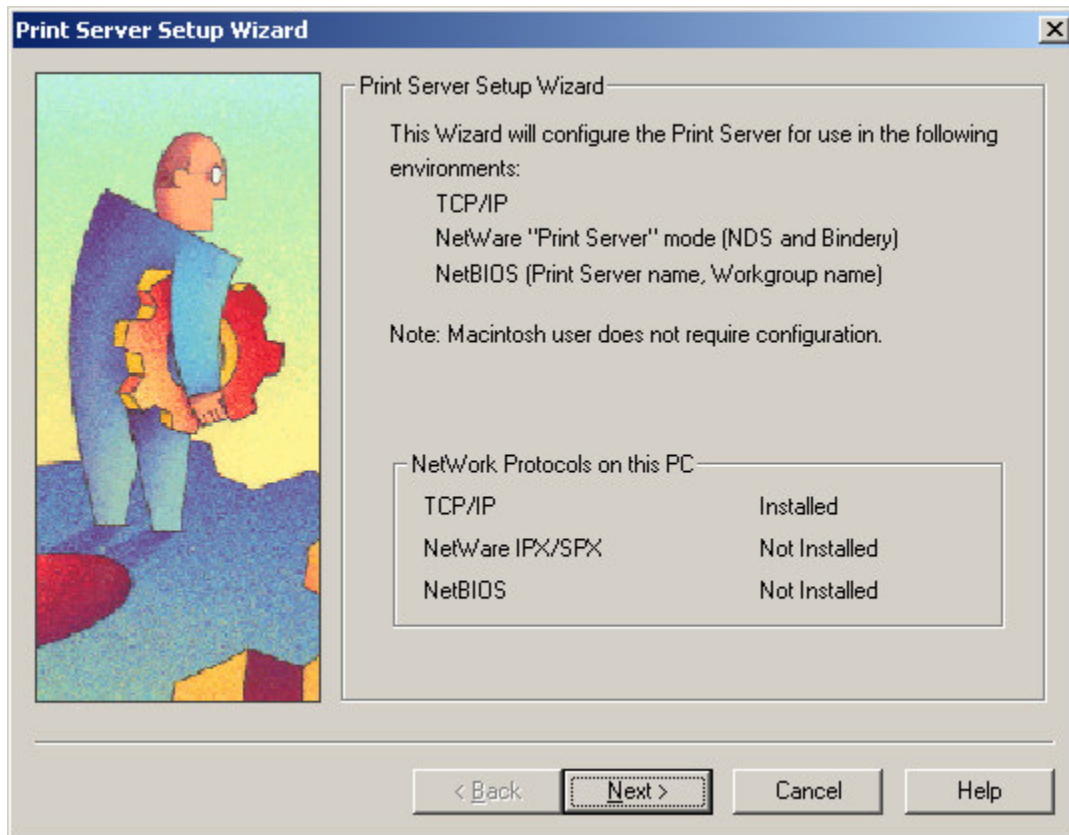 Print Server Setup Wizard
Print Server Setup Wizard
This Wizard will configure the Print Server for use in the following
environments:
TCP/IP
NetWare "Print Server" mode (NDS and Bindery)
NetBIOS (Print Server name, Workgroup name)
Note: Macintosh user does not require configuration.
NetWork Protocols on this PC
TCP/IP Installed
NetWare IPX/SPX Not Installed
NetBIOS Not Installed
< Back Next > Cancel Help